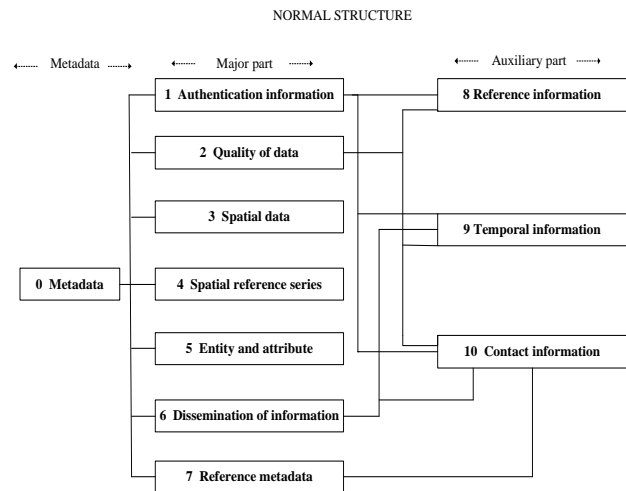 NORMAL STRUCTURE
Metadata
Major part
Auxiliary part
1 Authentication information
8 Reference information
2 Quality of data
3 Spatial data
9 Temporal information
0 Metadata
4 Spatial reference series
5 Entity and attribute
10 Contact information
6 Dissemination of information
7 Reference metadata